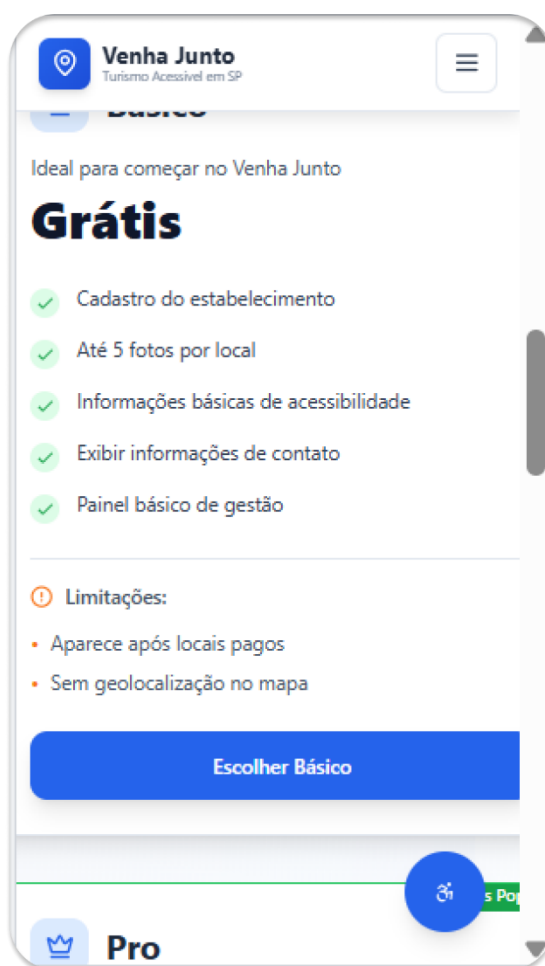 Venha Junto
Turismo Acessível em SP
Básico
Ideal para começar no Venha Junto
Grátis
Cadastro do estabelecimento
Até 5 fotos por local
Informações básicas de acessibilidade
Exibir informações de contato
Painel básico de gestão
Limitações:
• Aparece após locais pagos
• Sem geolocalização no mapa
Escolher Básico
Pro